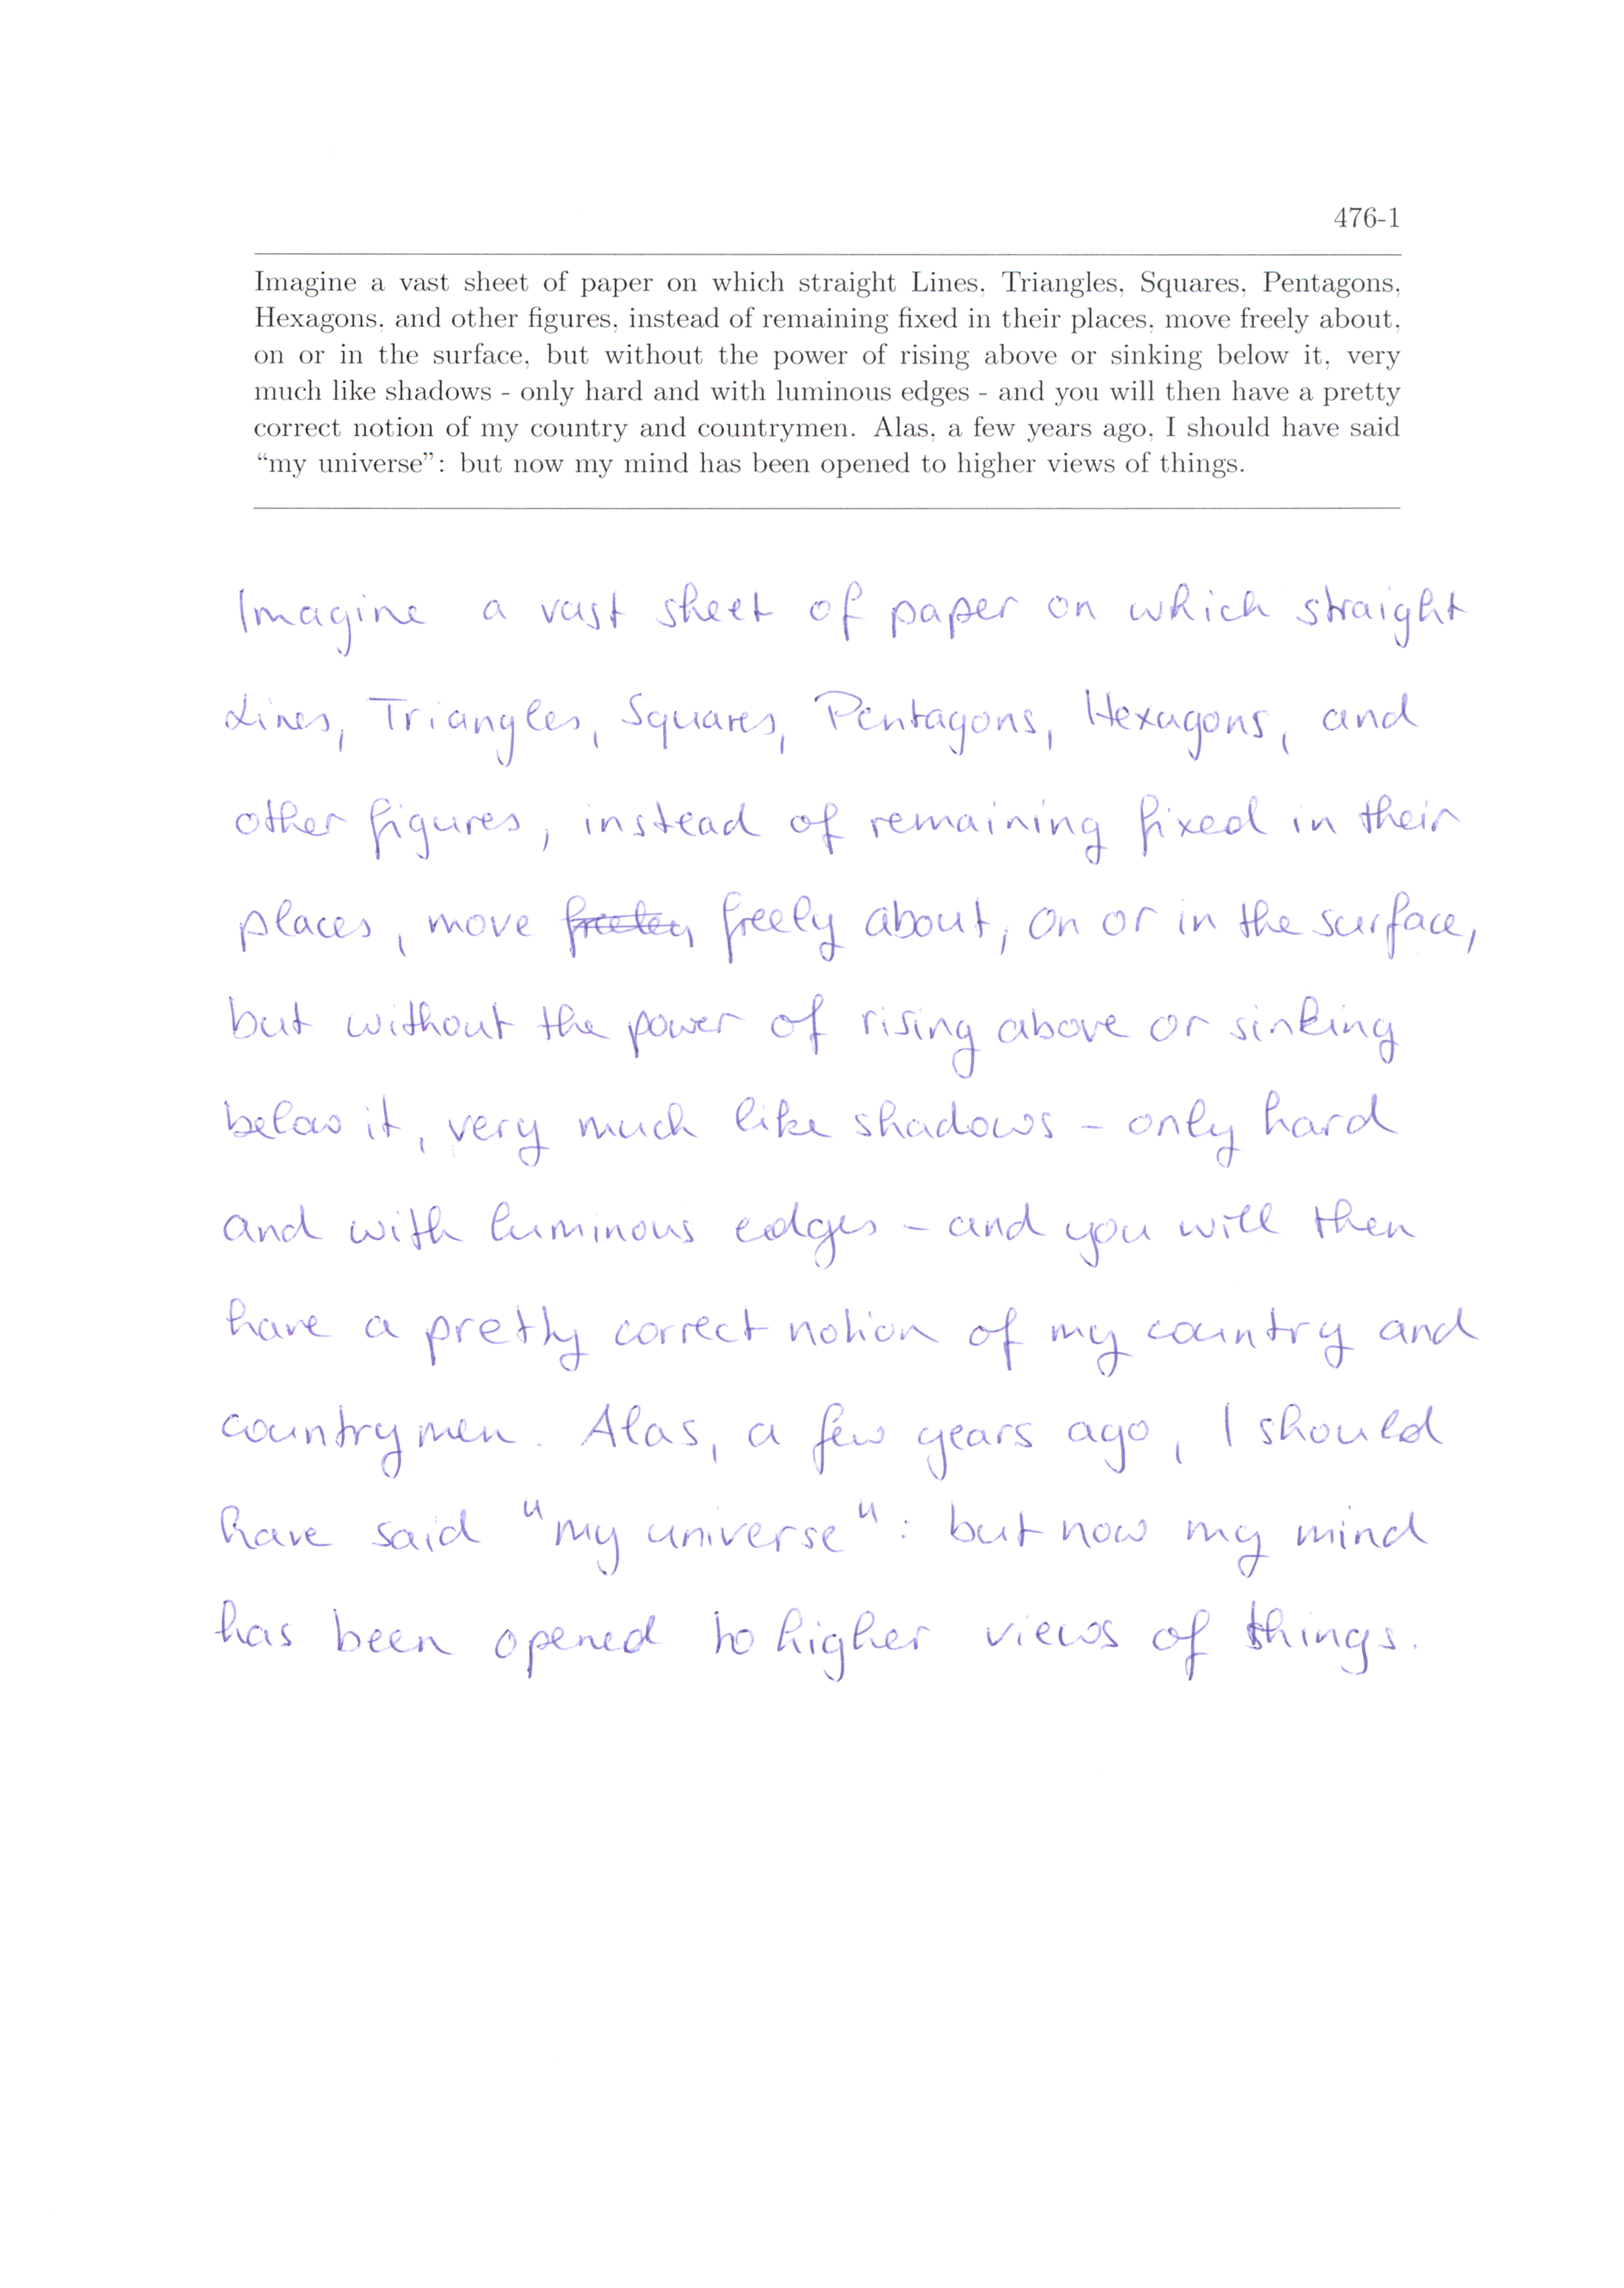 476-1
Imagine a vast sheet of paper on which straight Lines, Triangles, Squares, Pentagons,
Hexagons, and other figures, instead of remaining fixed in their places, move freely about,
on or in the surface, but without the power of rising above or sinking below it, very
much like shadows - only hard and with luminous edges - and you will then have a pretty
correct notion of my country and countrymen. Alas, a few years ago, I should have said
“my universe”: but now my mind has been opened to higher views of things.
Imagine a vast sheet of paper on which straight
Lines, Triangles, Squares, Pentagons, Hexagons, and
other figures, instead of remaining fixed in their
places, move freely about, on or in the surface,
but without the power of rising above or sinking
below it, very much like shadows - only hard
and with luminous edges - and you will then
have a pretty correct notion of my country and
countrymen. Alas, a few years ago, I should
have said "my universe": but now my mind
has been opened to higher views of things.